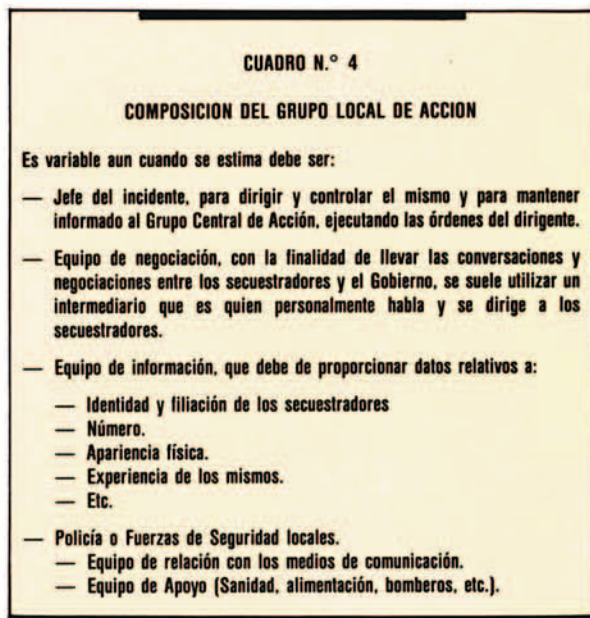 CUADRO N.° 4
COMPOSICION DEL GRUPO LOCAL DE ACCION
Es variable aun cuando se estima debe ser:
— Jefe del incidente, para dirigir y controlar el mismo y para mantener
informado al Grupo Central de Acción, ejecutando las órdenes del dirigente.
— Equipo de negociación, con la finalidad de llevar las conversaciones y
negociaciones entre los secuestradores y el Gobierno, se suele utilizar un
intermediario que es quien personalmente habla y se dirige a los
secuestradores.
— Equipo de información, que debe de proporcionar datos relativos a:
— Identidad y filiación de los secuestradores
— Número.
— Apariencia física.
— Experiencia de los mismos.
— Etc.
— Policía o Fuerzas de Seguridad locales.
— Equipo de relación con los medios de comunicación.
— Equipo de Apoyo (Sanidad, alimentación, bomberos, etc.).